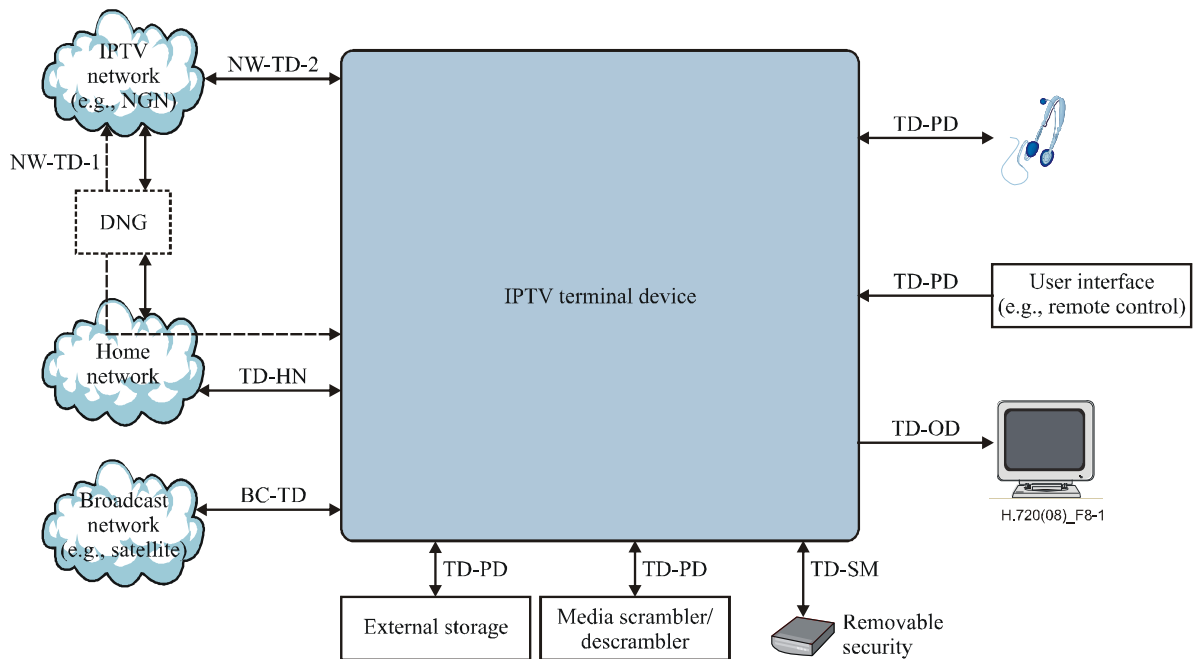 IPTV
network
(e.g., NGN)
NW-TD-2
NW-TD-1
DNG
Home
network
TD-HN
Broadcast
network
(e.g., satellite)
BC-TD
IPTV terminal device
TD-PD
TD-PD
User interface
(e.g., remote control)
TD-OD
H.720(08)_F8-1
TD-PD
External storage
TD-PD
Media scrambler/
descrambler
TD-SM
Removable
security